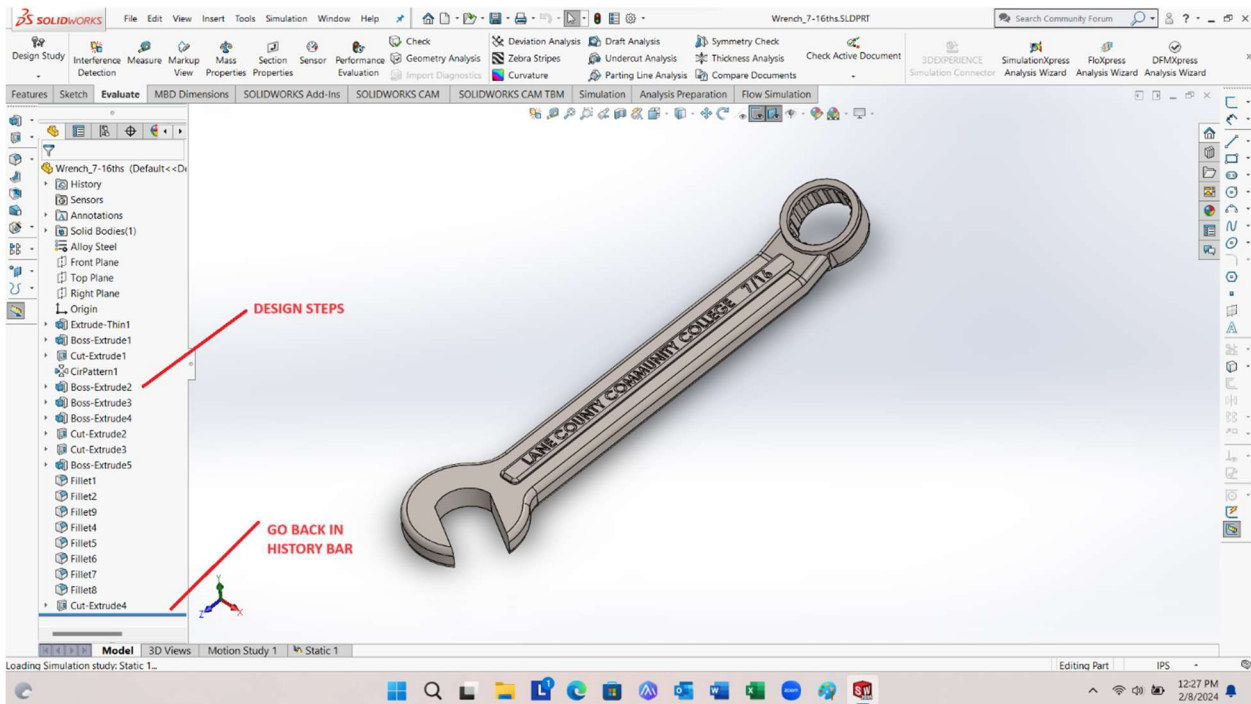 SOLIDWORKS File Edit View Insert Tools Simulation Window Help Wrench_7-16ths.SLDPRT Search Community Forum ?
Design Study
Interference Detection
Measure
Markup View
Mass Properties
Section Properties
Sensor
Performance Evaluation
Check
Geometry Analysis
Import Diagnostics
Deviation Analysis
Zebra Stripes
Curvature
Draft Analysis
Undercut Analysis
Parting Line Analysis
Symmetry Check
Thickness Analysis
Compare Documents
Check Active Document
3DEXPERIENCE
Simulation Connector
SimulationXpress
Analysis Wizard
FloXpress
Analysis Wizard
DFMXpress
Analysis Wizard
Features Sketch Evaluate MBD Dimensions SOLIDWORKS Add-Ins SOLIDWORKS CAM SOLIDWORKS CAM TBM Simulation Analysis Preparation Flow Simulation
Wrench_7-16ths (Default<<De
History
Sensors
Annotations
Solid Bodies(1)
Alloy Steel
Front Plane
Top Plane
Right Plane
Origin
Extrude-Thin1
Boss-Extrude1
Cut-Extrude1
CirPattern1
Boss-Extrude2
Boss-Extrude3
Boss-Extrude4
Cut-Extrude2
Cut-Extrude3
Boss-Extrude5
Fillet1
Fillet2
Fillet9
Fillet4
Fillet5
Fillet6
Fillet7
Fillet8
Cut-Extrude4
DESIGN STEPS
GO BACK IN
HISTORY BAR
LANE COUNTY COMMUNITY COLLEGE 7/16
Y
Z
X
Model 3D Views Motion Study 1 Static 1
Loading Simulation study: Static 1...
Editing Part IPS -
12:27 PM
2/8/2024